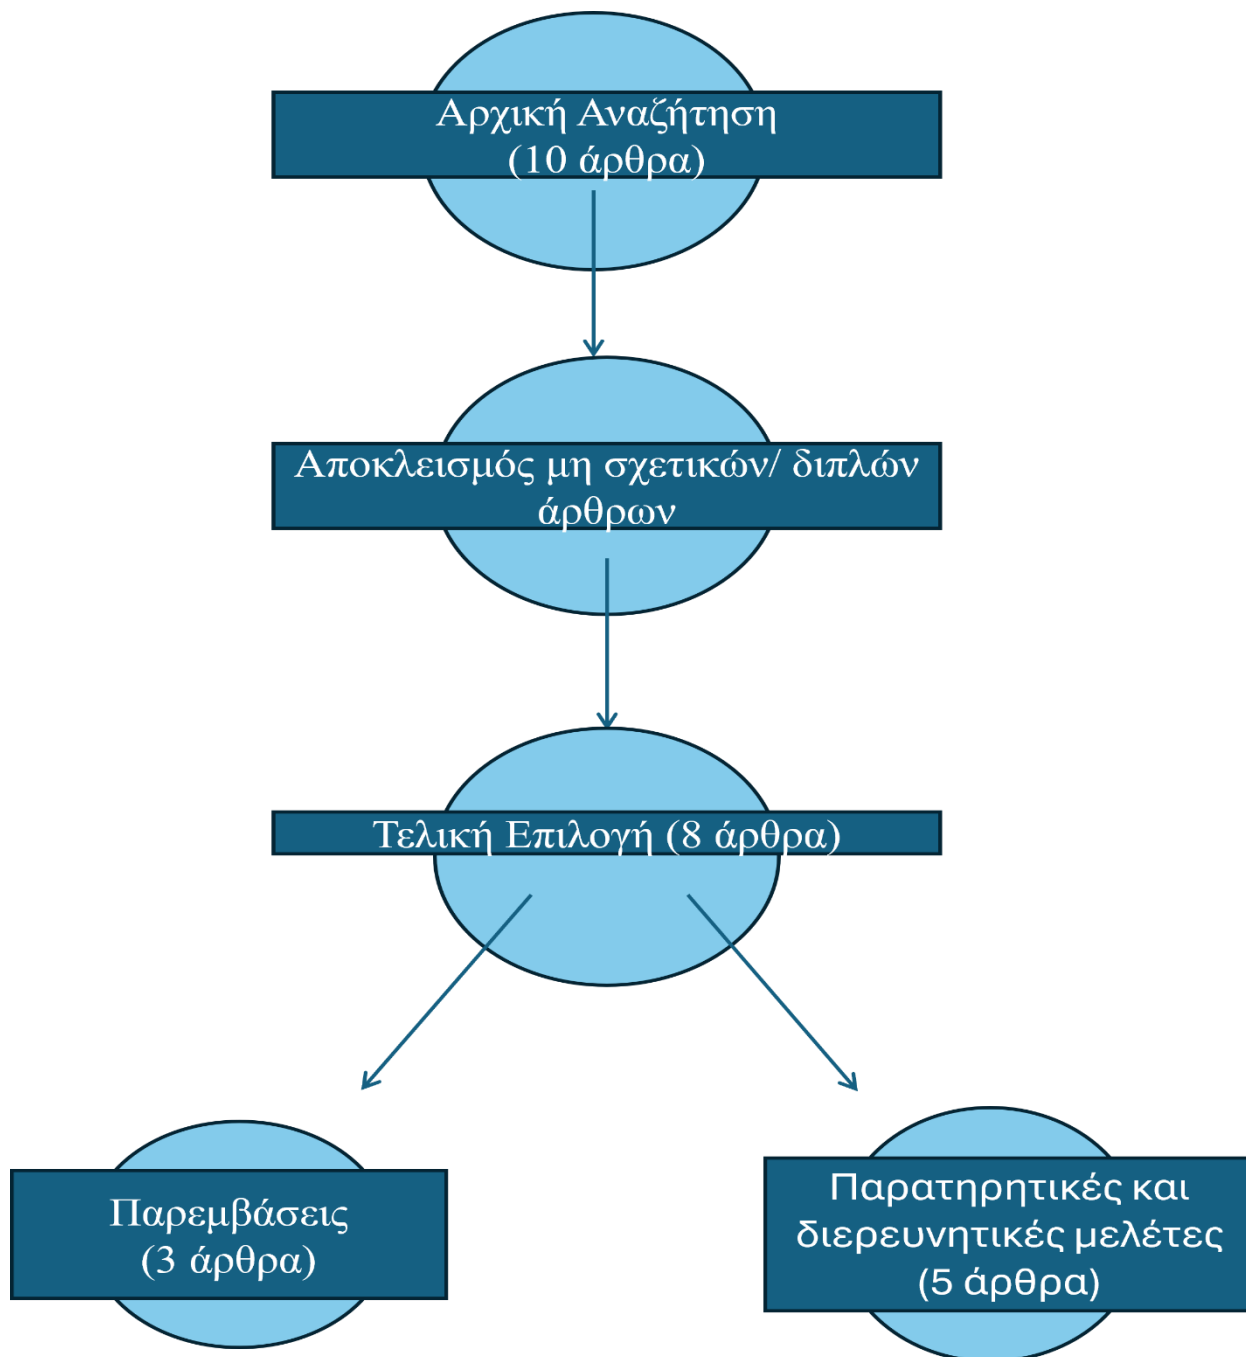 Αρχική Αναζήτηση
(10 άρθρα)
Αποκλεισμός μη σχετικών/ διπλών
άρθρων
Τελική Επιλογή (8 άρθρα)
Παρεμβάσεις
(3 άρθρα)
Παρατηρητικές και
διερευνητικές μελέτες
(5 άρθρα)